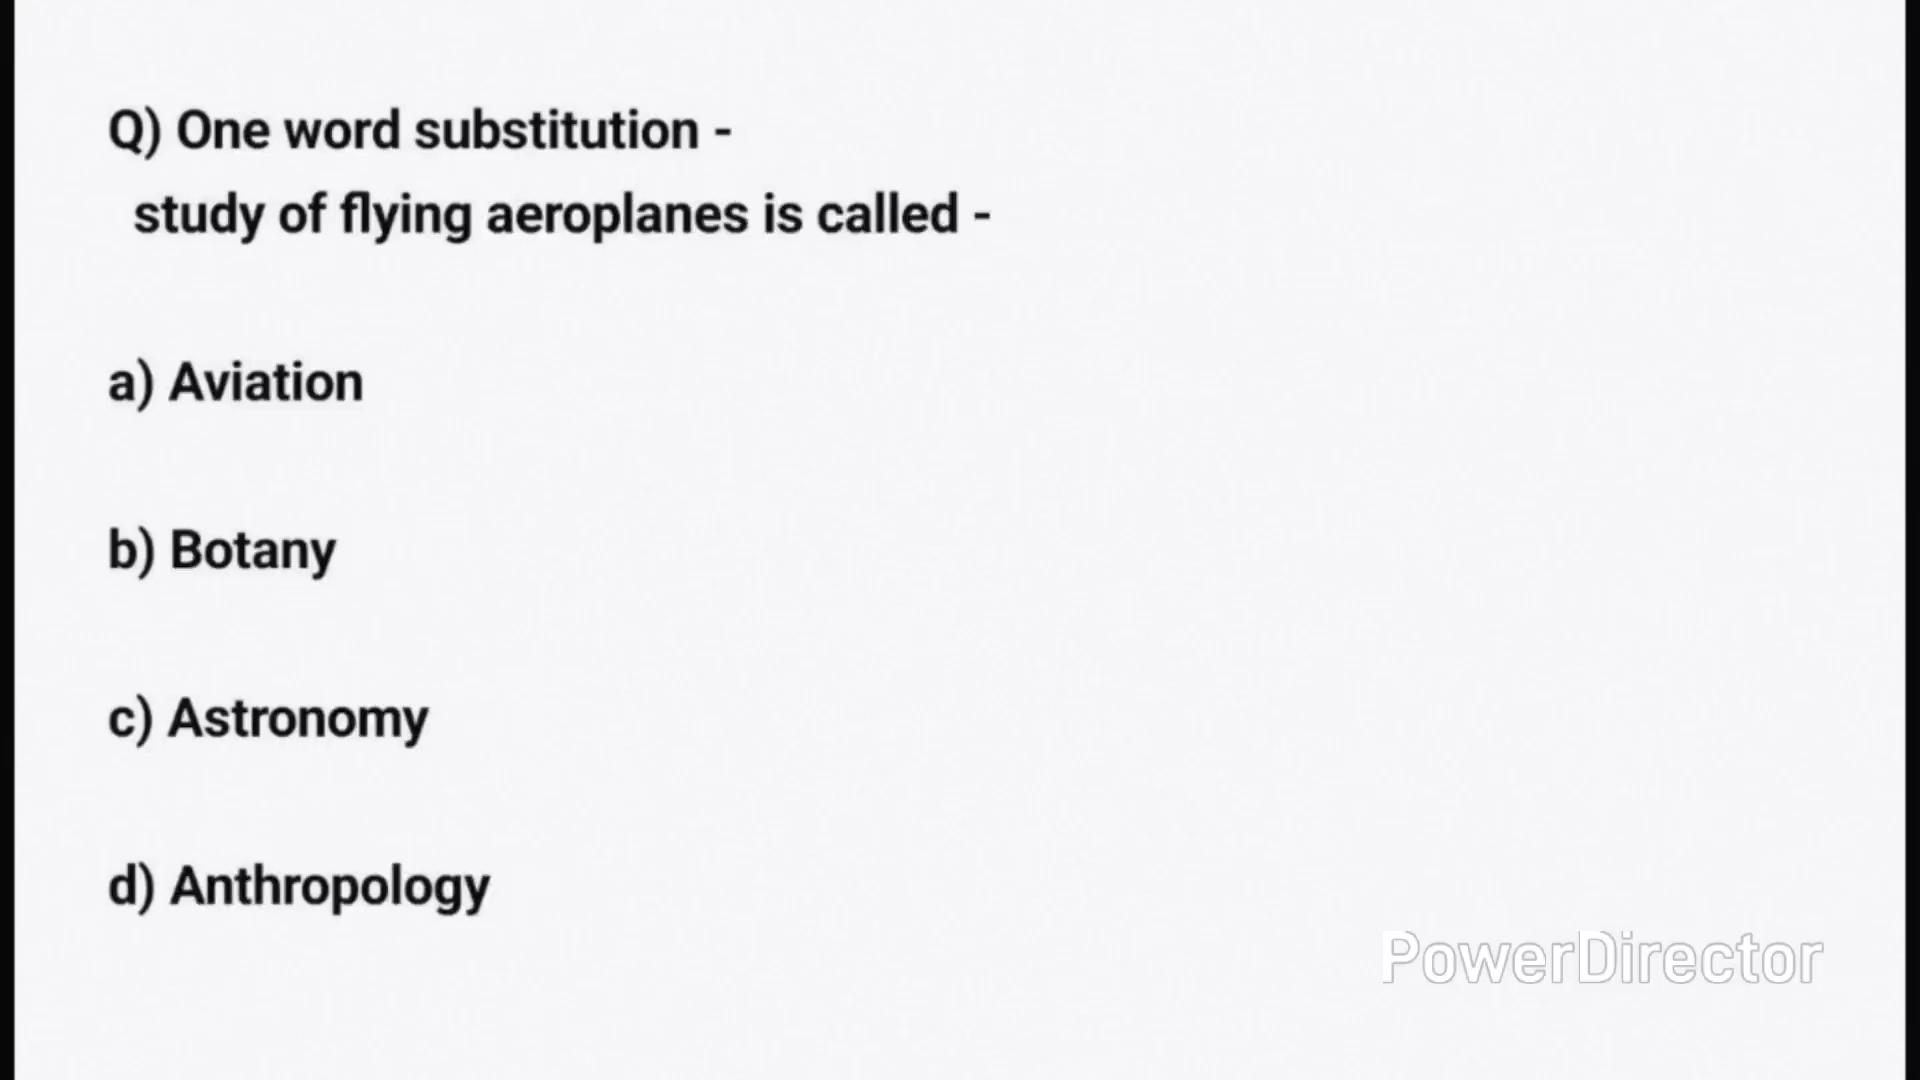 Q) One word substitution -
study of flying aeroplanes is called -
a) Aviation
b) Botany
c) Astronomy
d) Anthropology
PowerDirector